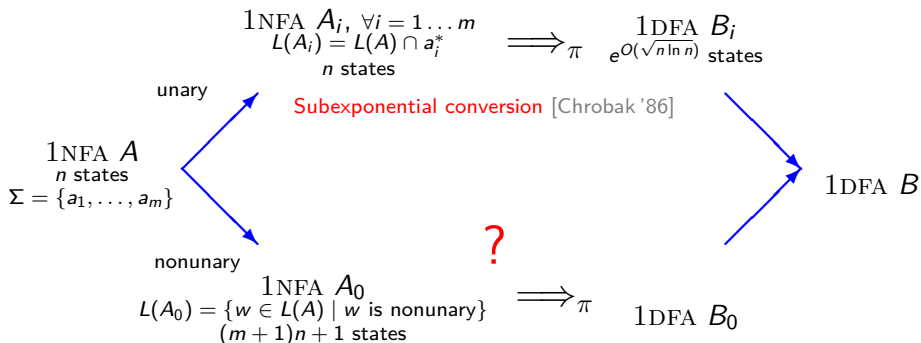 1NFA A_i, ∀i = 1 … m
L(A_i) = L(A) ∩ a_i^*
n states
⟹_π
1DFA B_i
e^{O(√(n ln n))} states
unary
Subexponential conversion [Chrobak '86]
1NFA A
n states
Σ = {a_1, …, a_m}
1DFA B
nonunary
?
1NFA A_0
L(A_0) = {w ∈ L(A) | w is nonunary}
(m + 1)n + 1 states
⟹_π
1DFA B_0